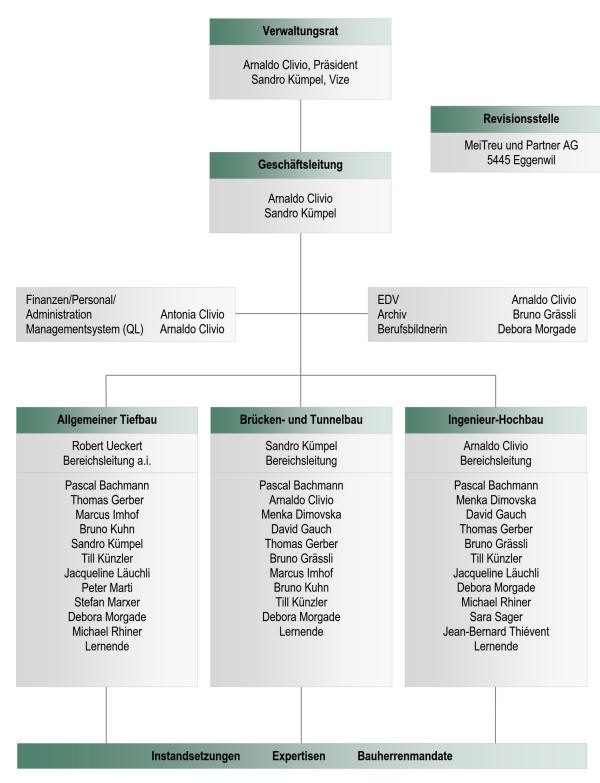 Verwaltungsrat
Arnaldo Clivio, Präsident
Sandro Kümpel, Vize
Revisionsstelle
MeiTreu und Partner AG
5445 Eggenwil
Geschäftsleitung
Arnaldo Clivio
Sandro Kümpel
Finanzen/Personal/
Administration Antonia Clivio
Managementsystem (QL) Arnaldo Clivio
EDV Arnaldo Clivio
Archiv Bruno Grässli
Berufsbildnerin Debora Morgade
Allgemeiner Tiefbau
Robert Ueckert
Bereichsleitung a.i.
Pascal Bachmann
Thomas Gerber
Marcus Imhof
Bruno Kuhn
Sandro Kümpel
Till Künzler
Jacqueline Läuchli
Peter Marti
Stefan Marxer
Debora Morgade
Michael Rhiner
Lernende
Brücken- und Tunnelbau
Sandro Kümpel
Bereichsleitung
Pascal Bachmann
Arnaldo Clivio
Menka Dimovska
David Gauch
Thomas Gerber
Bruno Grässli
Marcus Imhof
Bruno Kuhn
Till Künzler
Debora Morgade
Lernende
Ingenieur-Hochbau
Arnaldo Clivio
Bereichsleitung
Pascal Bachmann
Menka Dimovska
David Gauch
Thomas Gerber
Bruno Grässli
Till Künzler
Jacqueline Läuchli
Debora Morgade
Michael Rhiner
Sara Sager
Jean-Bernard Thiévent
Lernende
Instandsetzungen Expertisen Bauherrenmandate